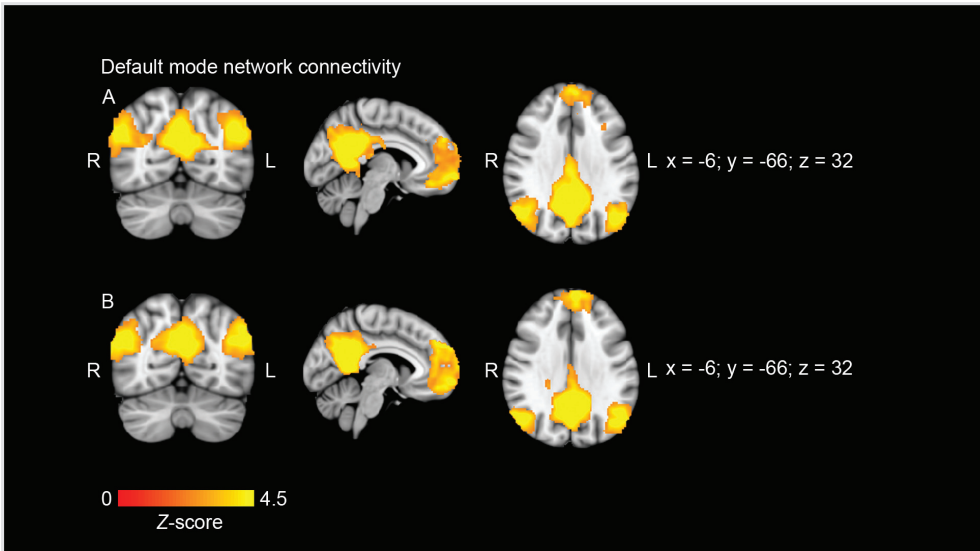 Default mode network connectivity
A
R L R L x = -6; y = -66; z = 32
B
R L R L x = -6; y = -66; z = 32
0 4.5
Z-score